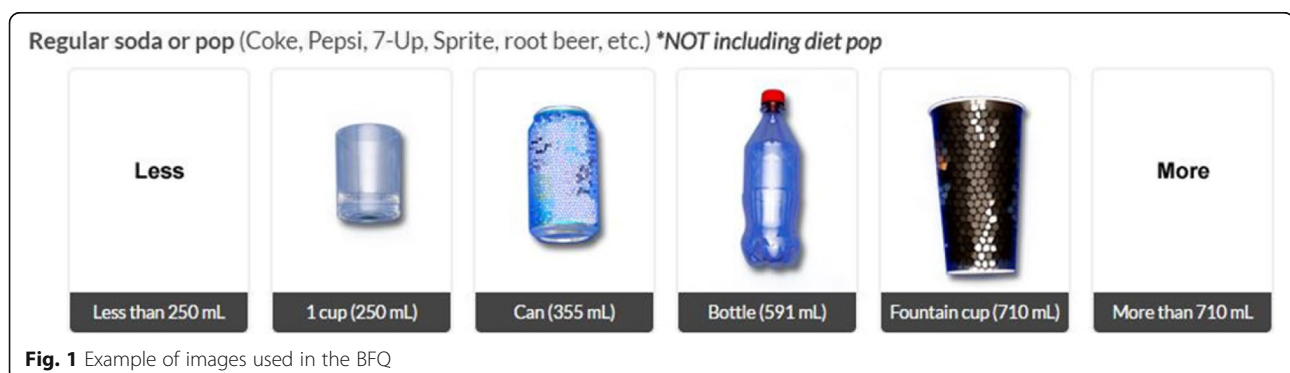 Regular soda or pop (Coke, Pepsi, 7-Up, Sprite, root beer, etc.) *NOT including diet pop
Less
More
Less than 250 mL
1 cup (250 mL)
Can (355 mL)
Bottle (591 mL)
Fountain cup (710 mL)
More than 710 mL
Fig. 1 Example of images used in the BFQ